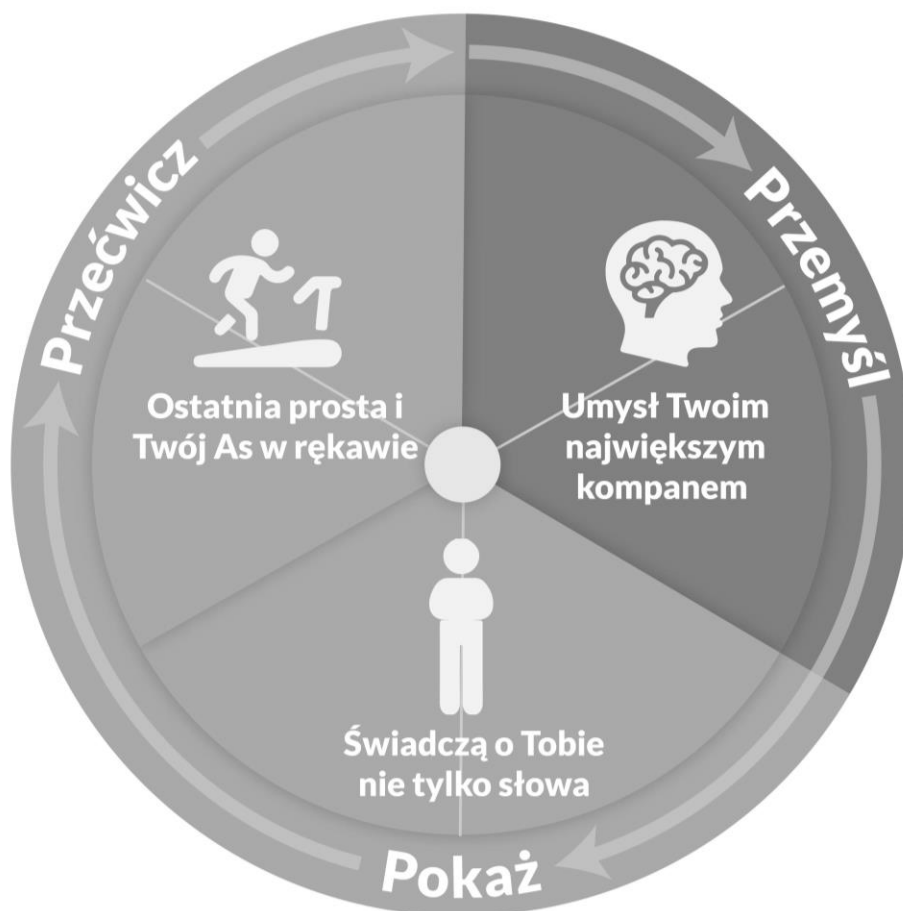 Przemyśl
Umysł Twoim
największym
kompanem
Pokaż
Świadczą o Tobie
nie tylko słowa
Przećwicz
Ostatnia prosta i
Twój As w rękawie